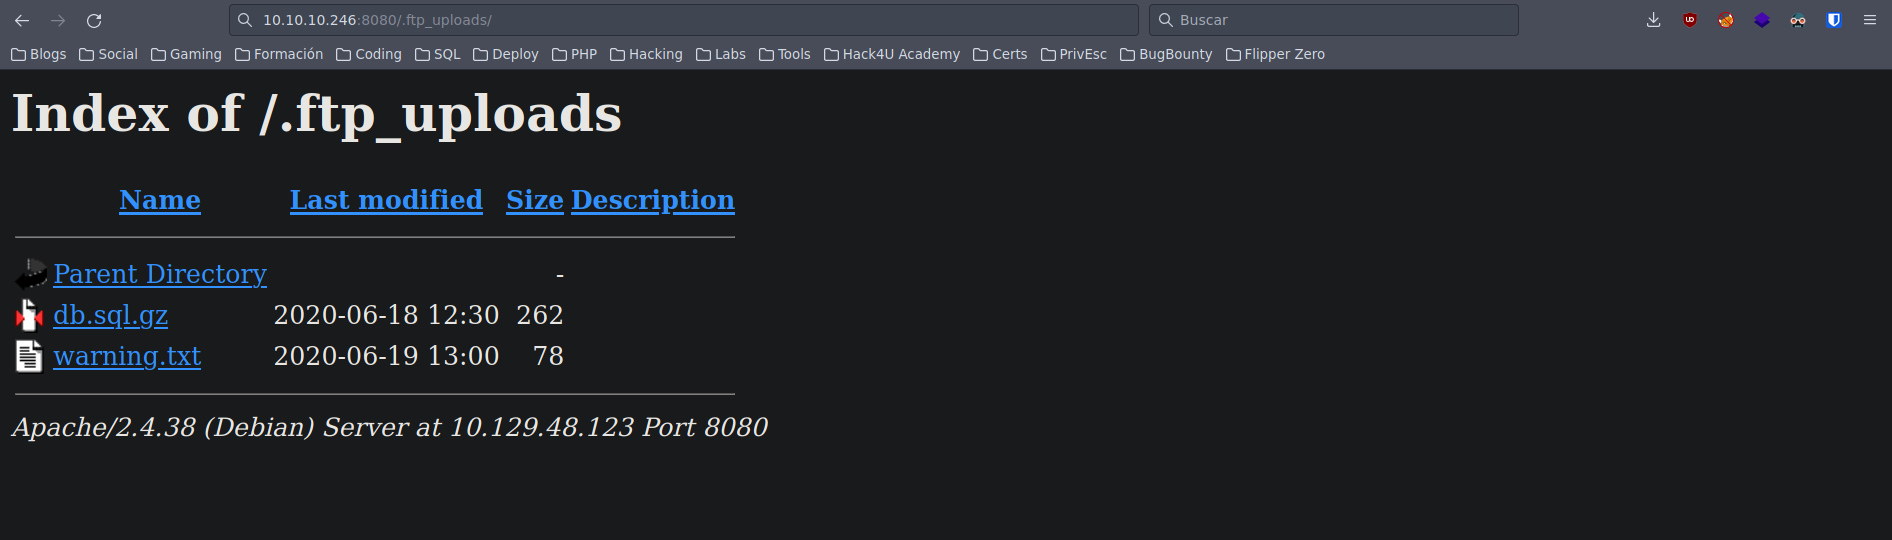 10.10.10.246:8080/.ftp_uploads/
Buscar
Blogs Social Gaming Formación Coding SQL Deploy PHP Hacking Labs Tools Hack4U Academy Certs PrivEsc BugBounty Flipper Zero
Index of /.ftp_uploads
Name Last modified Size Description
Parent Directory -
db.sql.gz 2020-06-18 12:30 262
warning.txt 2020-06-19 13:00 78
Apache/2.4.38 (Debian) Server at 10.129.48.123 Port 8080